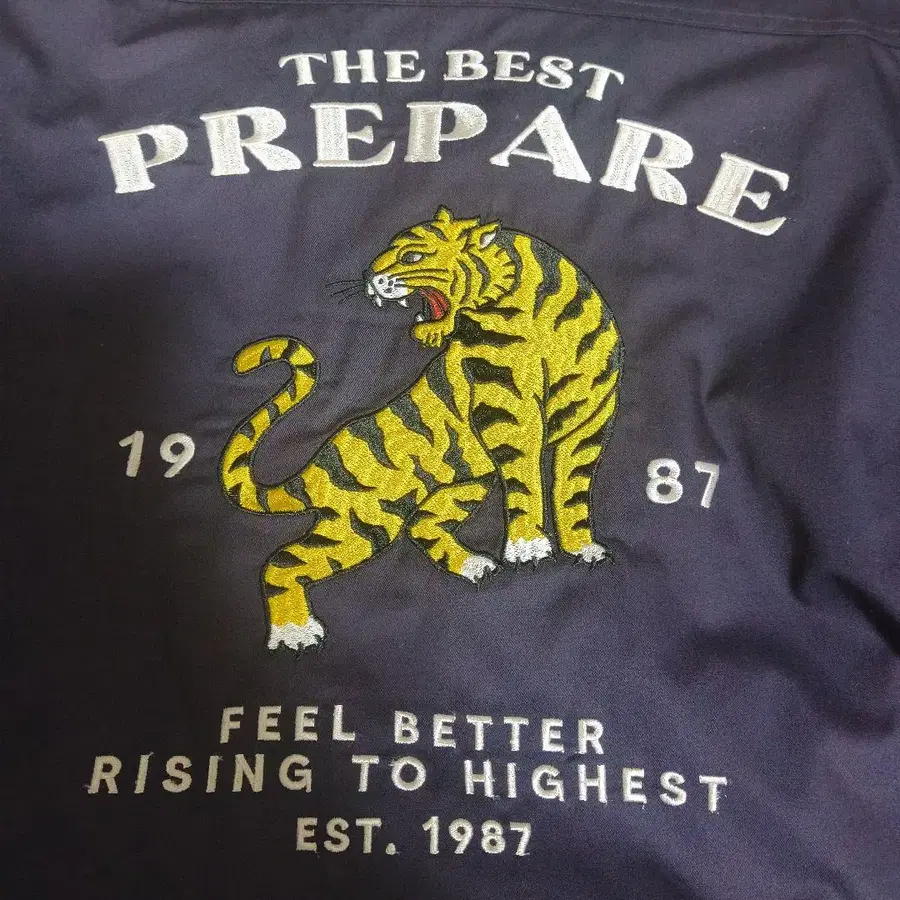 THE BEST
PREPARE
19 87
FEEL BETTER
RISING TO HIGHEST
EST. 1987